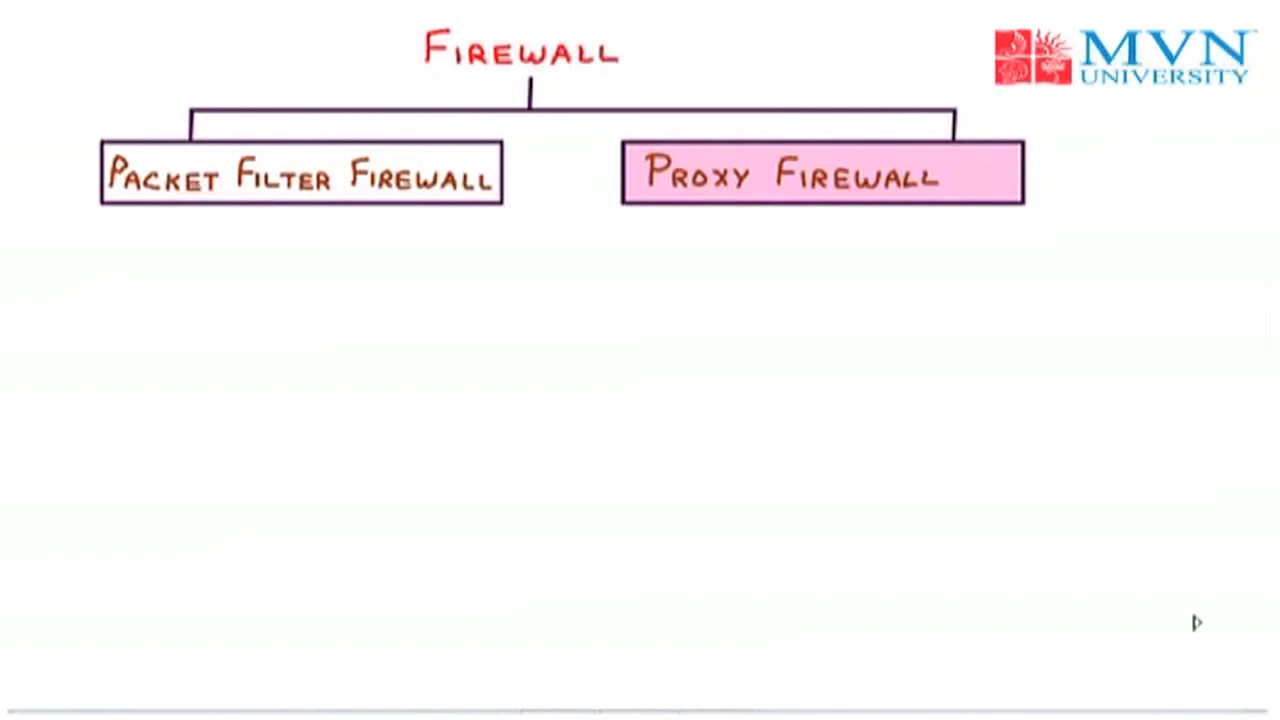 FIREWALL
MVN
UNIVERSITY
PACKET FILTER FIREWALL
PROXY FIREWALL